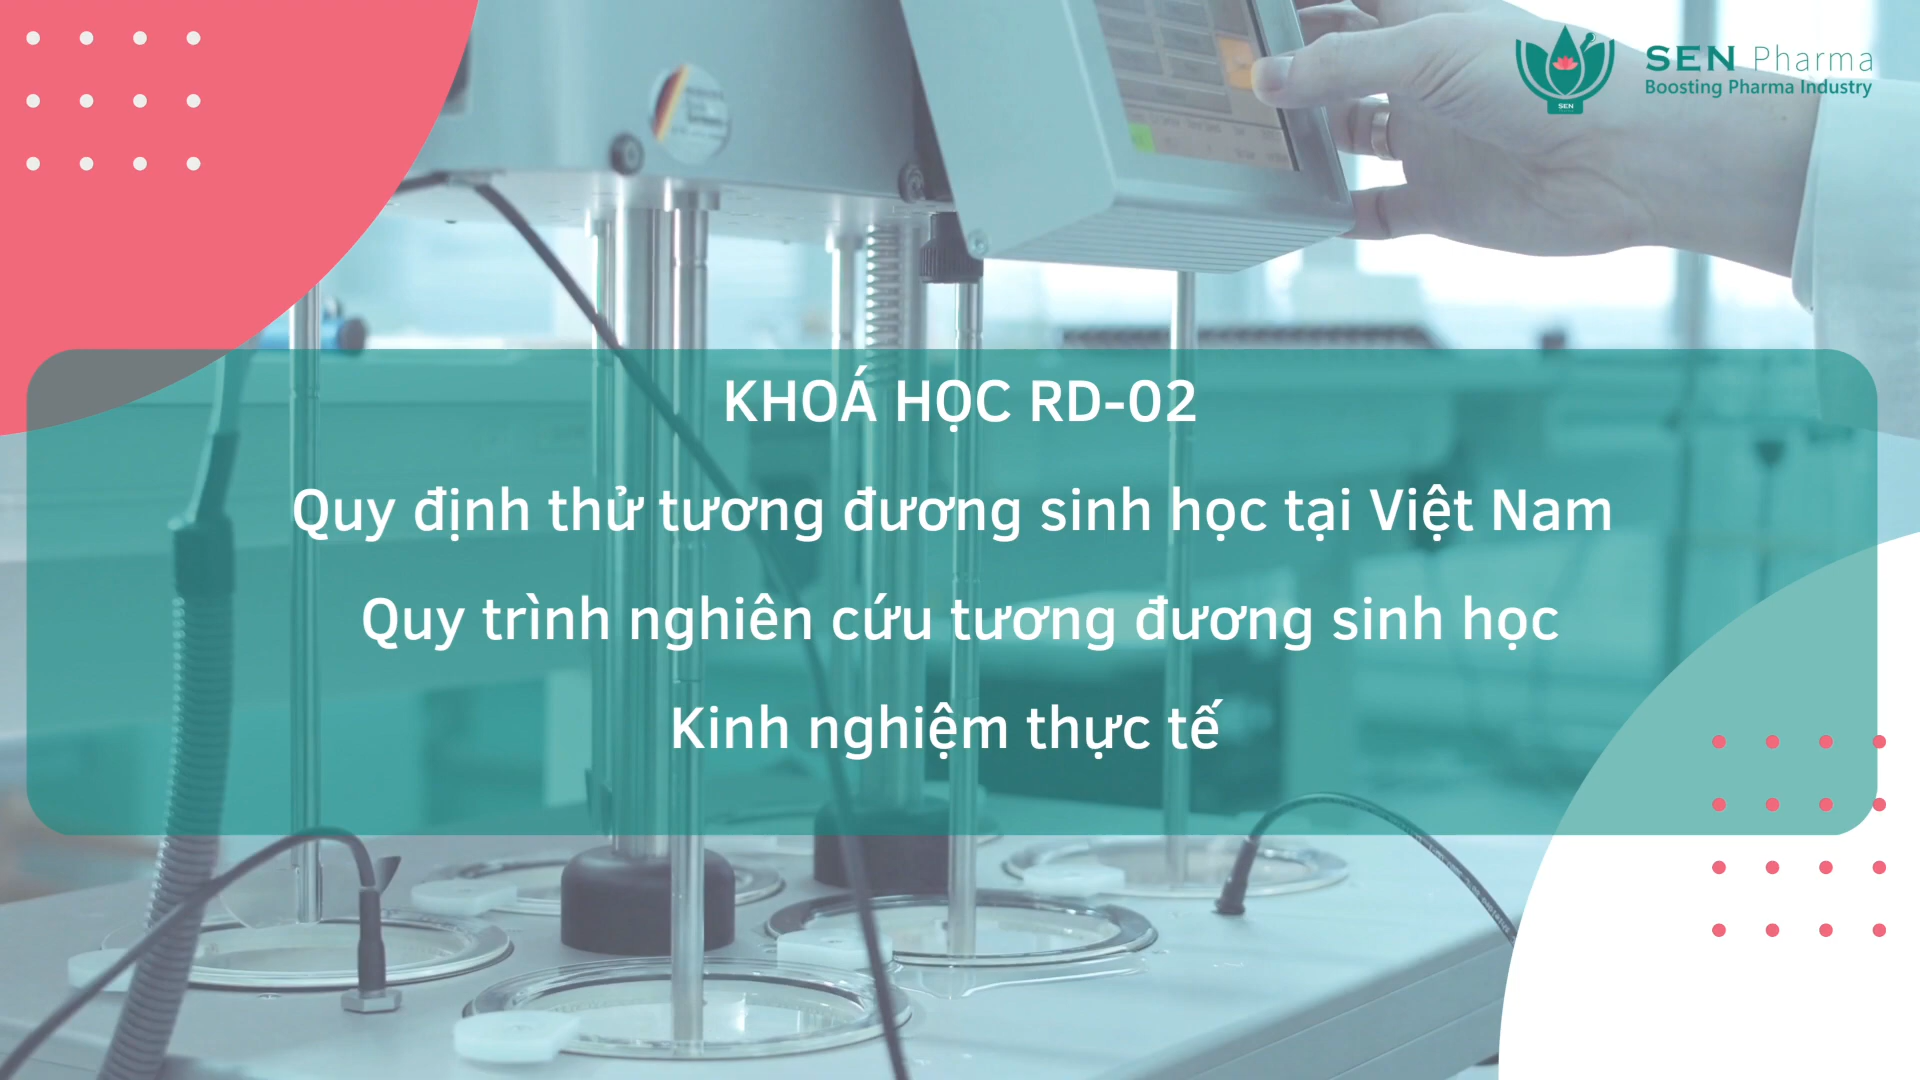 SEN Pharma
Boosting Pharma Industry
SEN
KHOÁ HỌC RD-02
Quy định thử tương đương sinh học tại Việt Nam
Quy trình nghiên cứu tương đương sinh học
Kinh nghiệm thực tế